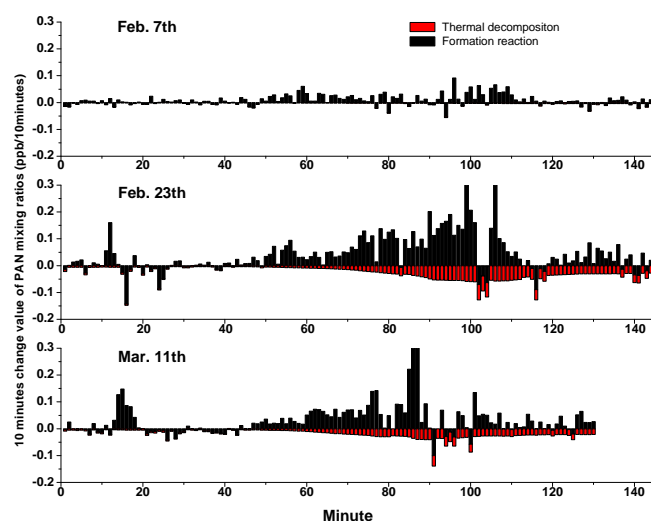 Feb. 7th
Thermal decompositon
Formation reaction
0.3
0.2
0.1
0.0
-0.1
-0.2
0 20 40 60 80 100 120 140
Feb. 23th
0.3
0.2
0.1
0.0
-0.1
-0.2
0 20 40 60 80 100 120 140
Mar. 11th
0.3
0.2
0.1
0.0
-0.1
-0.2
0 20 40 60 80 100 120 140
10 minutes change value of PAN mixing ratios (ppb/10minutes)
Minute